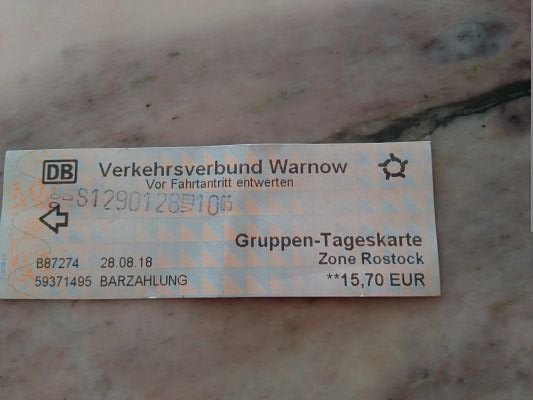 DB Verkehrsverbund Warnow
Vor Fahrtantritt entwerten
Gruppen-Tageskarte
B87274 28.08.18 Zone Rostock
59371495 BARZAHLUNG **15,70 EUR